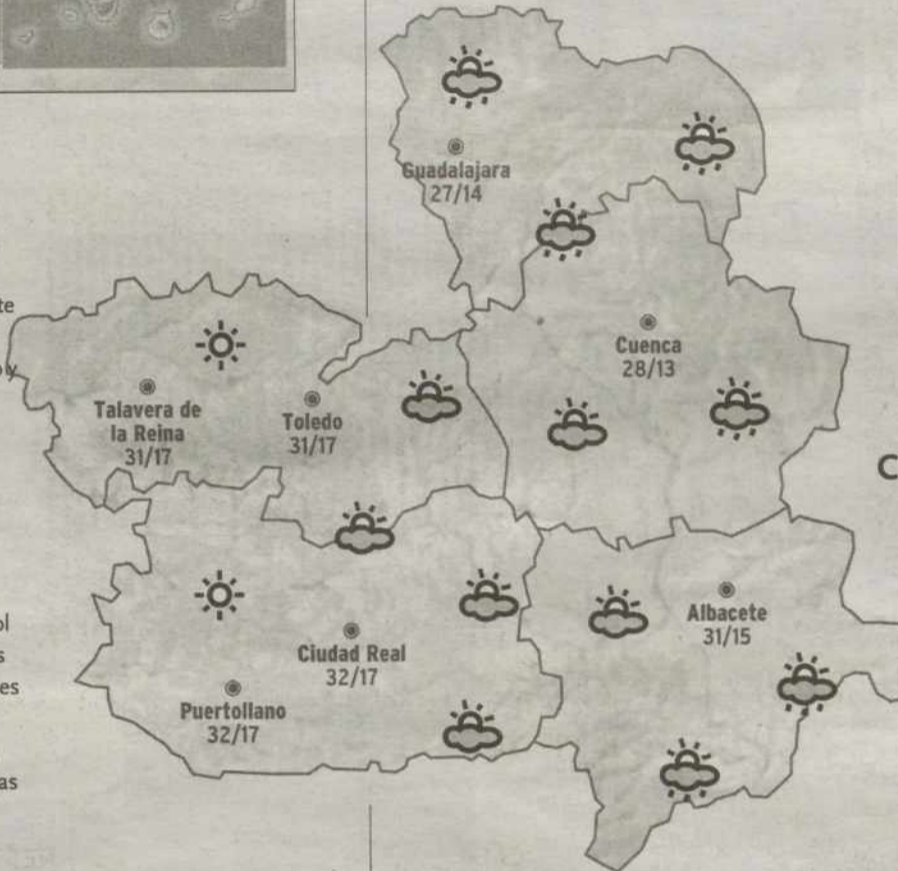 Guadalajara
27/14
Cuenca
28/13
Talavera de
la Reina
31/17
Toledo
31/17
Albacete
31/15
Ciudad Real
32/17
Puertollano
32/17